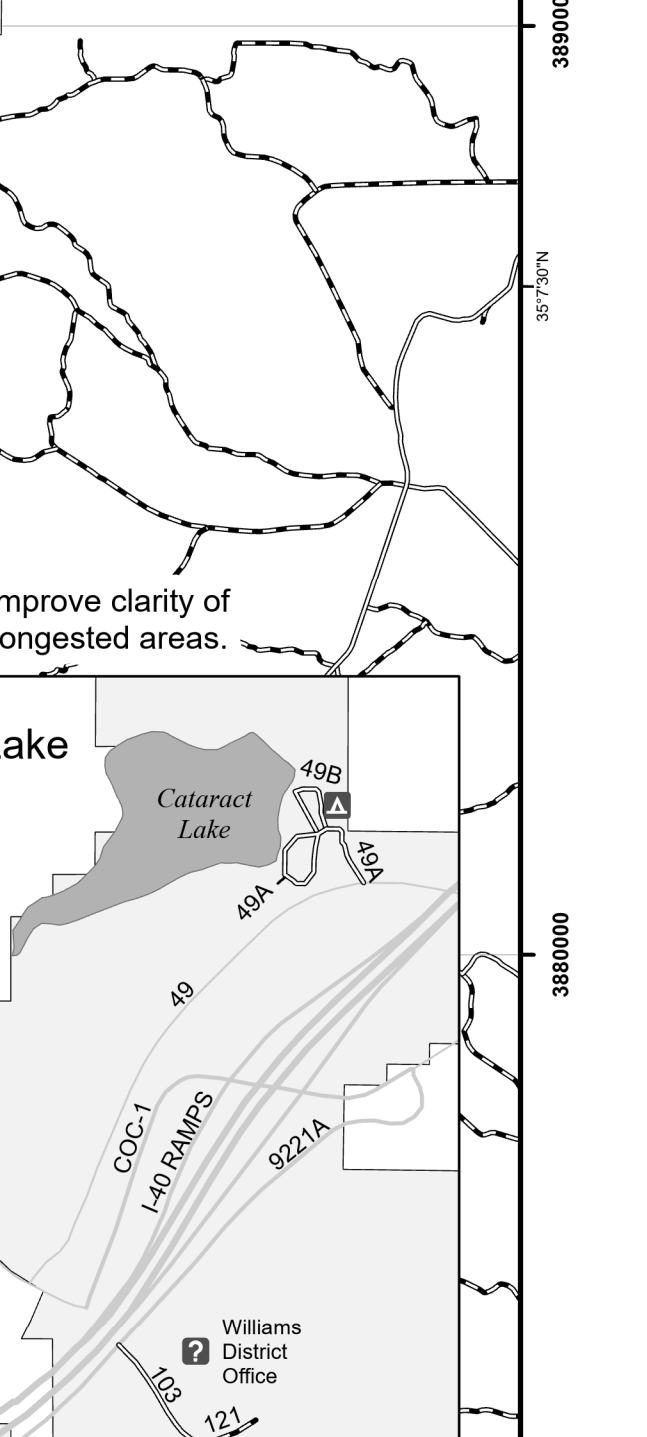 35°7'30"N
mprove clarity of
ongested areas.
ake
49B
Cataract
Lake
49A
49A
3880000
49
COC-1
I-40 RAMPS
9221A
Williams
District
Office
?
103
121